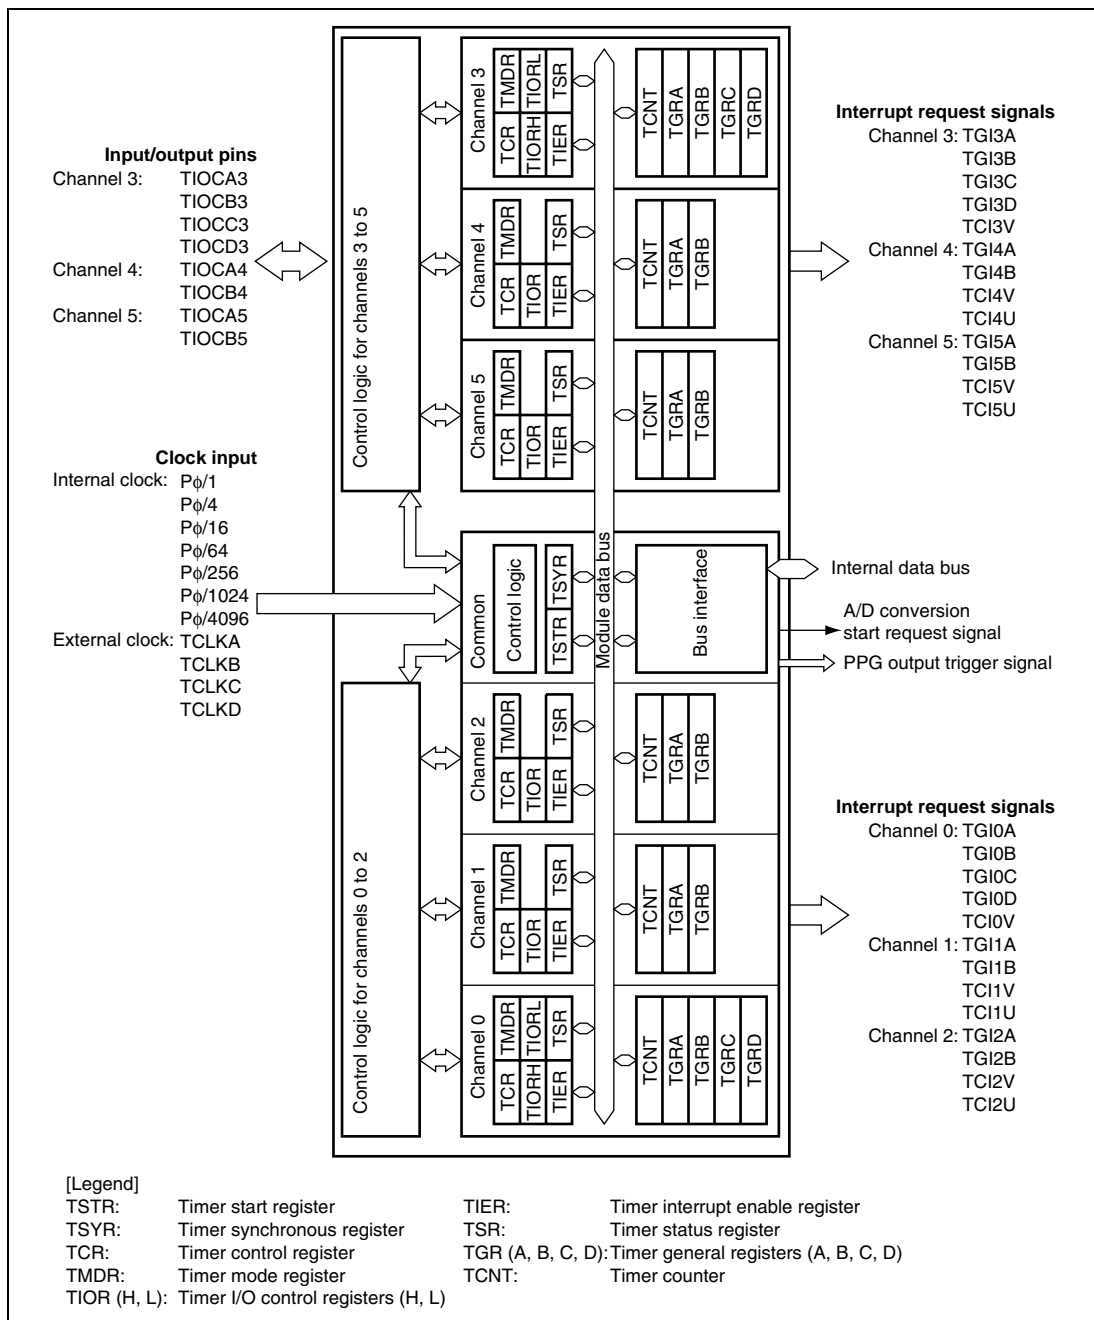 Input/output pins
Channel 3: TIOCA3
TIOCB3
TIOCC3
TIOCD3
Channel 4: TIOCA4
TIOCB4
Channel 5: TIOCA5
TIOCB5
Clock input
Internal clock: Pϕ/1
Pϕ/4
Pϕ/16
Pϕ/64
Pϕ/256
Pϕ/1024
Pϕ/4096
External clock: TCLKA
TCLKB
TCLKC
TCLKD
Control logic for channels 3 to 5
Control logic for channels 0 to 2
Channel 3
TCR TMDR
TIORH TIORL
TIER TSR
TCNT
TGRA
TGRB
TGRC
TGRD
Channel 4
TCR TMDR
TIOR
TIER TSR
TCNT
TGRA
TGRB
Channel 5
TCR TMDR
TIOR
TIER TSR
TCNT
TGRA
TGRB
Common
Control logic
TSTR TSYR
Module data bus
Bus interface
Channel 2
TCR TMDR
TIOR
TIER TSR
TCNT
TGRA
TGRB
Channel 1
TCR TMDR
TIOR
TIER TSR
TCNT
TGRA
TGRB
Channel 0
TCR TMDR
TIORH TIORL
TIER TSR
TCNT
TGRA
TGRB
TGRC
TGRD
Interrupt request signals
Channel 3: TGI3A
TGI3B
TGI3C
TGI3D
TCI3V
Channel 4: TGI4A
TGI4B
TCI4V
TCI4U
Channel 5: TGI5A
TGI5B
TCI5V
TCI5U
Internal data bus
A/D conversion
start request signal
PPG output trigger signal
Interrupt request signals
Channel 0: TGI0A
TGI0B
TGI0C
TGI0D
TCI0V
Channel 1: TGI1A
TGI1B
TCI1V
TCI1U
Channel 2: TGI2A
TGI2B
TCI2V
TCI2U
[Legend]
TSTR: Timer start register
TSYR: Timer synchronous register
TCR: Timer control register
TMDR: Timer mode register
TIOR (H, L): Timer I/O control registers (H, L)
TIER: Timer interrupt enable register
TSR: Timer status register
TGR (A, B, C, D): Timer general registers (A, B, C, D)
TCNT: Timer counter